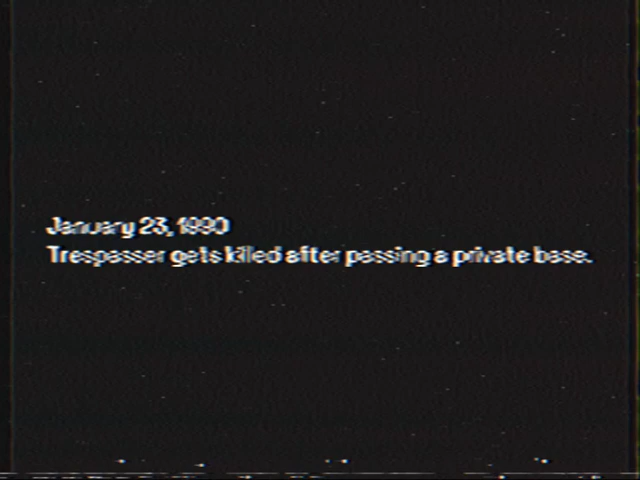 January 23, 1990
Trespasser gets killed after passing a private base.